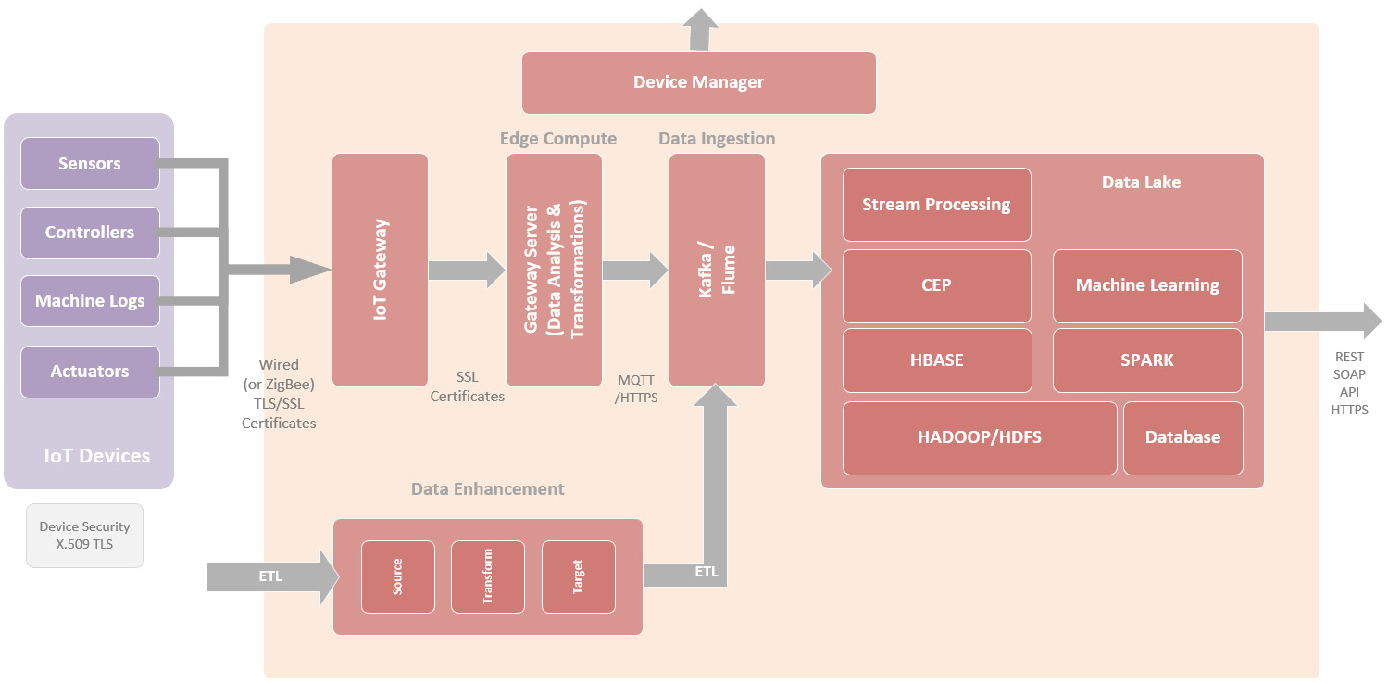 Device Manager
Edge Compute
Data Ingestion
Sensors
Controllers
Machine Logs
Actuators
IoT Devices
Device Security
X.509 TLS
Wired
(or ZigBee)
TLS/SSL
Certificates
IoT Gateway
SSL
Certificates
Gateway Server
(Data Analysis &
Transformations)
MQTT
/HTTPS
Kafka /
Flume
Data Lake
Stream Processing
CEP
Machine Learning
HBASE
SPARK
HADOOP/HDFS
Database
REST
SOAP
API
HTTPS
Data Enhancement
ETL
Source
Transform
Target
ETL